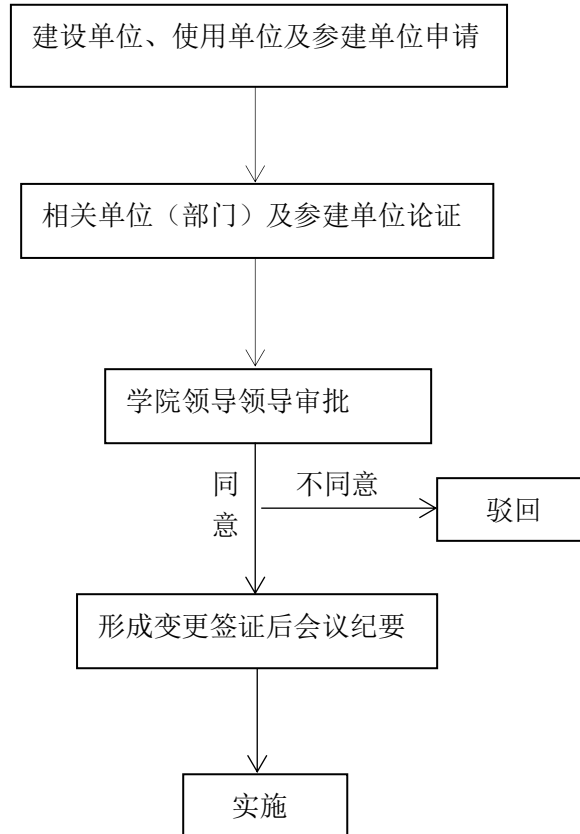 建设单位、使用单位及参建单位申请
相关单位（部门）及参建单位论证
学院领导领导审批
同
意
不同意
驳回
形成变更签证后会议纪要
实施